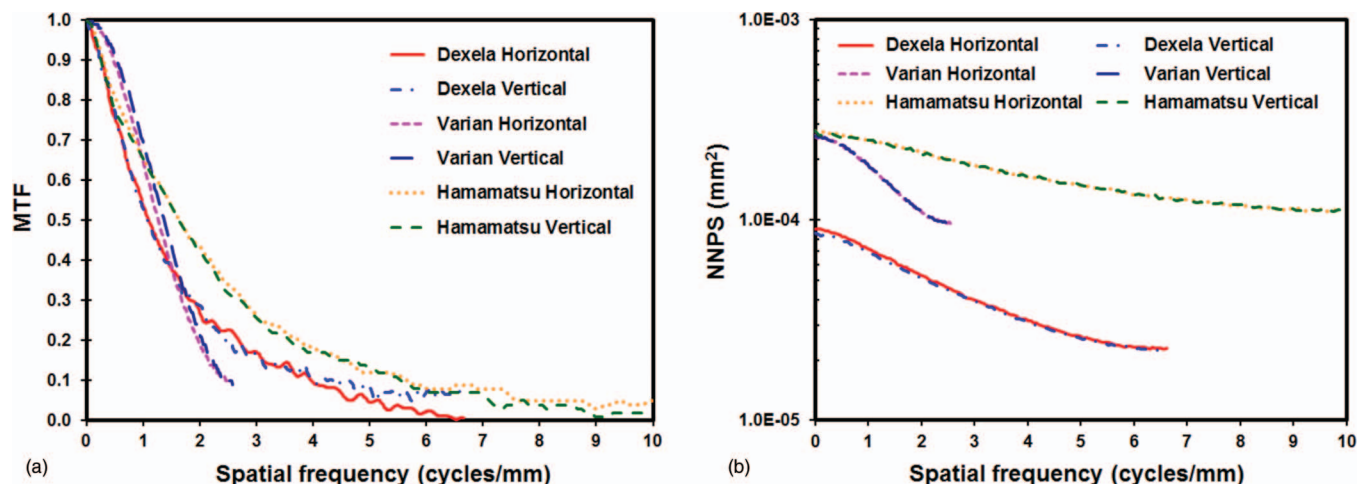 1.0
0.9
0.8
0.7
0.6
0.5
0.4
0.3
0.2
0.1
0.0
MTF
Dexela Horizontal
Dexela Vertical
Varian Horizontal
Varian Vertical
Hamamatsu Horizontal
Hamamatsu Vertical
0 1 2 3 4 5 6 7 8 9 10
Spatial frequency (cycles/mm)
(a)
1.0E-03
1.0E-04
1.0E-05
NNPS (mm²)
Dexela Horizontal Dexela Vertical
Varian Horizontal Varian Vertical
Hamamatsu Horizontal Hamamatsu Vertical
0 1 2 3 4 5 6 7 8 9 10
Spatial frequency (cycles/mm)
(b)